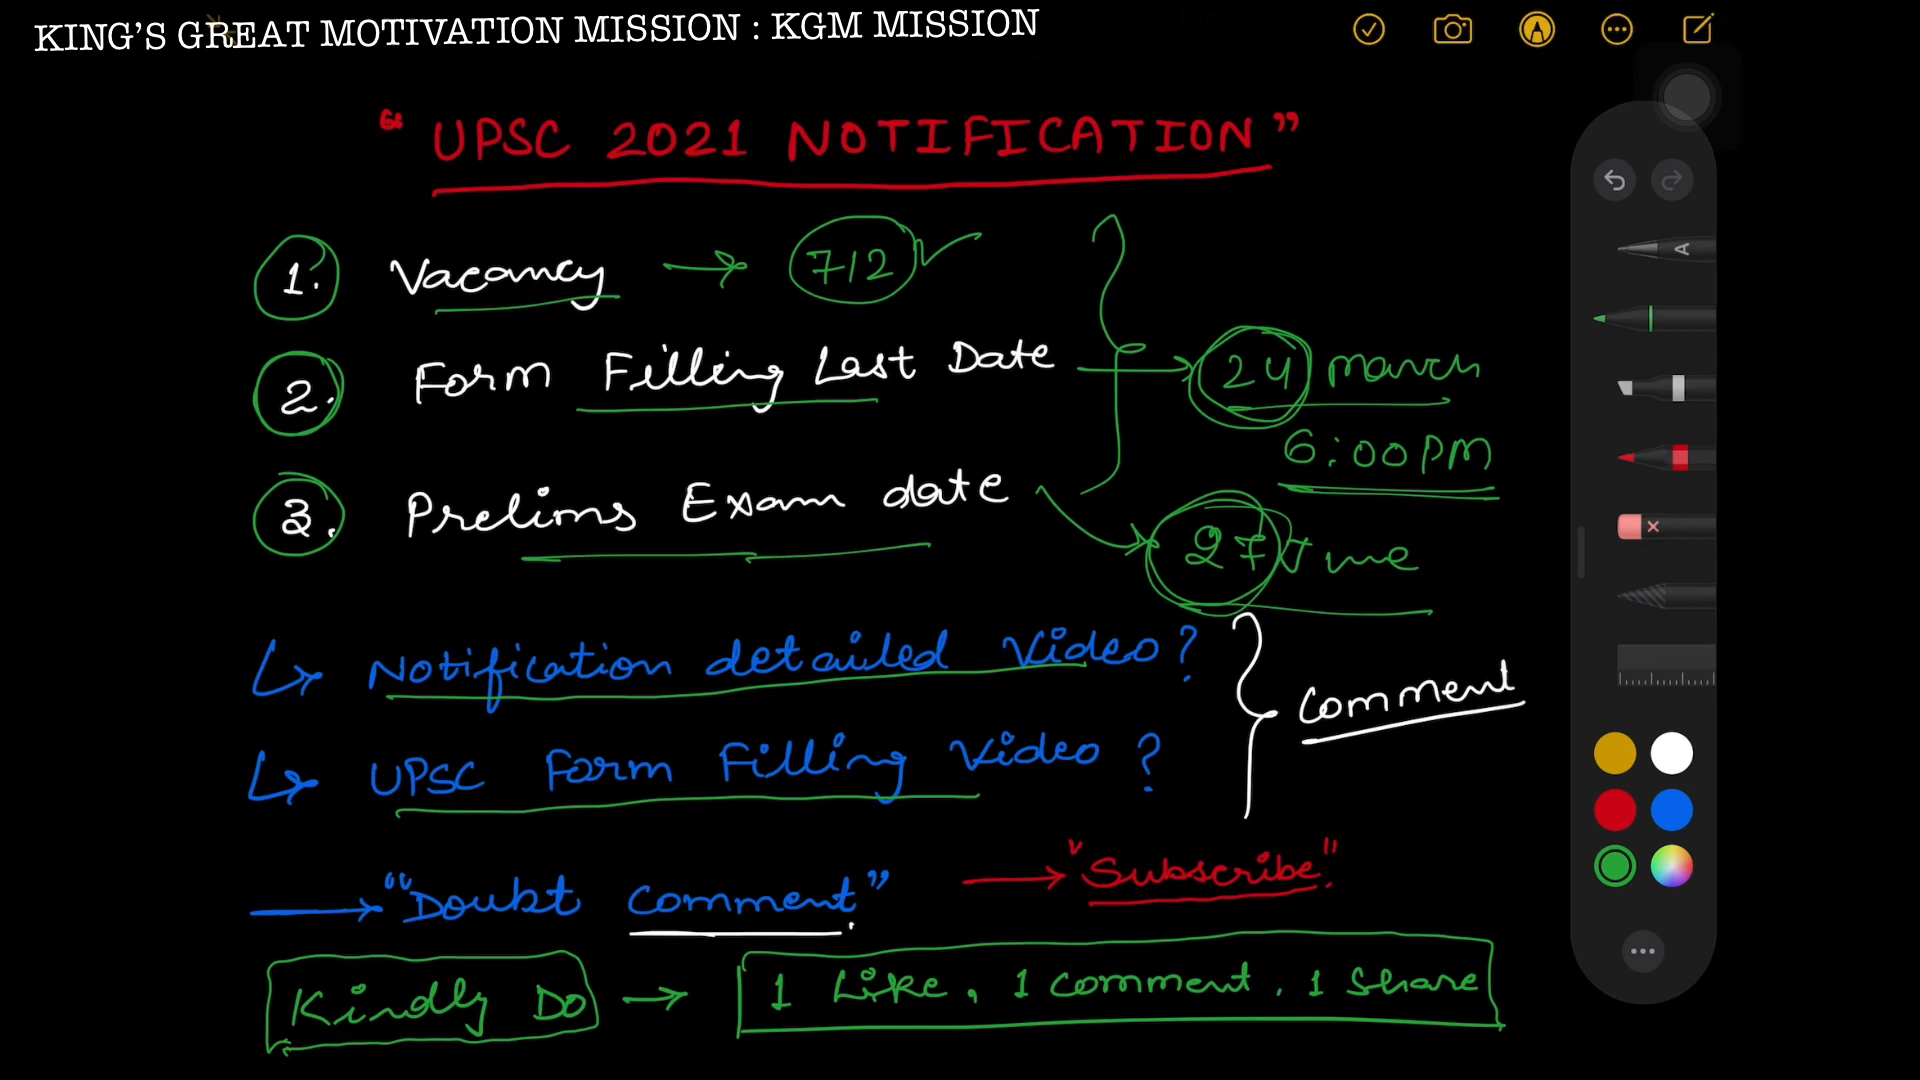 KING'S GREAT MOTIVATION MISSION : KGM MISSION
"UPSC 2021 NOTIFICATION"
1. Vacancy → 712 ✓
2. Form Filling Last Date → 24 march
6:00 PM
3. Prelims Exam date → 27 June
↳ Notification detailed Video?
Comment
↳ UPSC Form Filling Video?
→ "Doubt Comment" → "Subscribe".
Kindly DO → 1 Like, 1 Comment, 1 Share
A